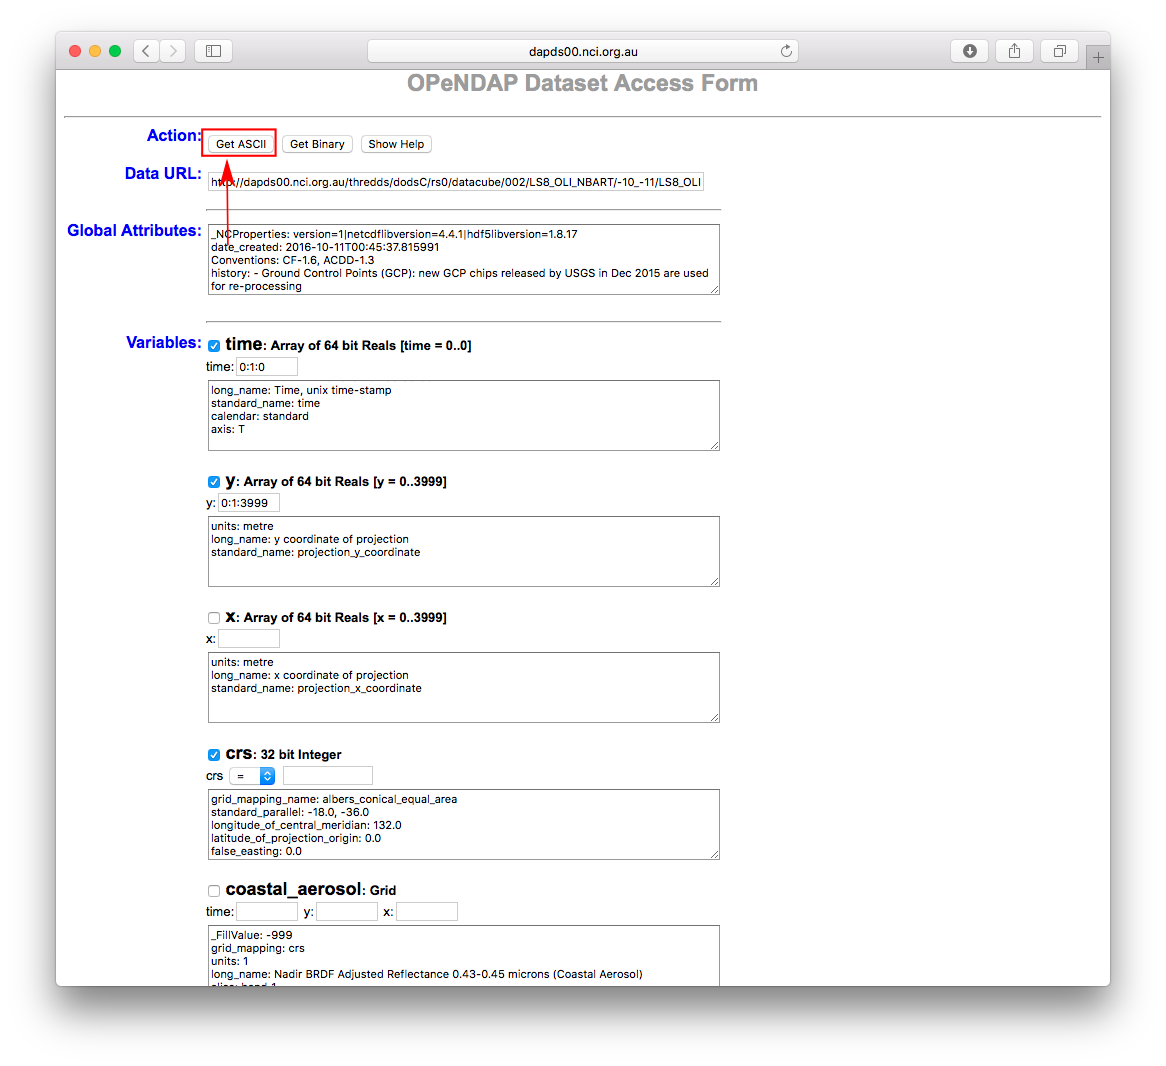 dapds00.nci.org.au
OPeNDAP Dataset Access Form
Action: Get ASCII Get Binary Show Help
Data URL: http://dapds00.nci.org.au/thredds/dodsC/rs0/datacube/002/LS8_OLI_NBART/-10_-11/LS8_OLI
Global Attributes: _NCProperties: version=1|netcdflibversion=4.4.1|hdf5libversion=1.8.17
date_created: 2016-10-11T00:45:37.815991
Conventions: CF-1.6, ACDD-1.3
history: - Ground Control Points (GCP): new GCP chips released by USGS in Dec 2015 are used
for re-processing
Variables: time: Array of 64 bit Reals [time = 0..0]
time: 0:1:0
long_name: Time, unix time-stamp
standard_name: time
calendar: standard
axis: T
y: Array of 64 bit Reals [y = 0..3999]
y: 0:1:3999
units: metre
long_name: y coordinate of projection
standard_name: projection_y_coordinate
x: Array of 64 bit Reals [x = 0..3999]
x:
units: metre
long_name: x coordinate of projection
standard_name: projection_x_coordinate
crs: 32 bit Integer
crs =
grid_mapping_name: albers_conical_equal_area
standard_parallel: -18.0, -36.0
longitude_of_central_meridian: 132.0
latitude_of_projection_origin: 0.0
false_easting: 0.0
coastal_aerosol: Grid
time: y: x:
_FillValue: -999
grid_mapping: crs
units: 1
long_name: Nadir BRDF Adjusted Reflectance 0.43-0.45 microns (Coastal Aerosol)